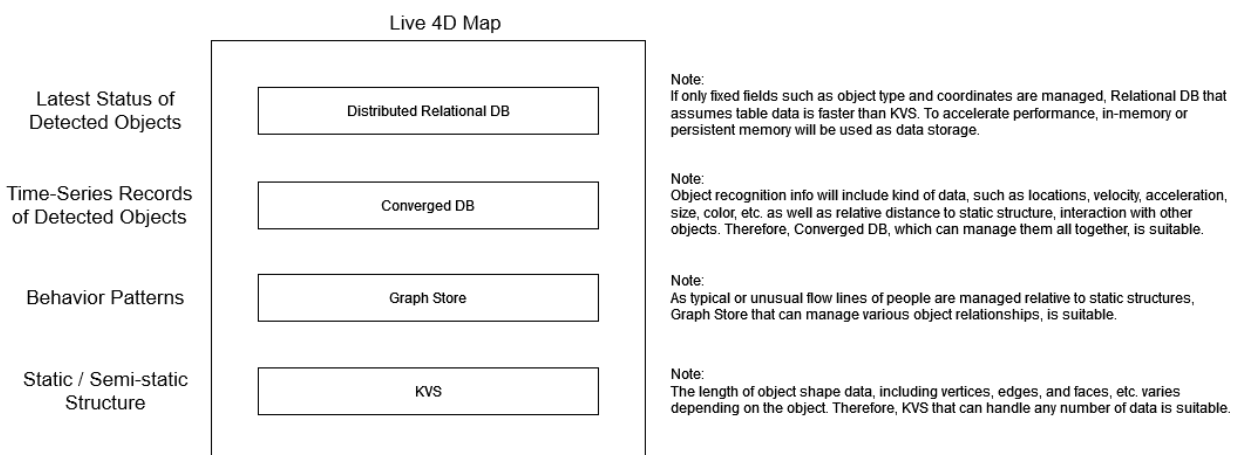 Live 4D Map
Latest Status of
Detected Objects
Distributed Relational DB
Note:
If only fixed fields such as object type and coordinates are managed, Relational DB that
assumes table data is faster than KVS. To accelerate performance, in-memory or
persistent memory will be used as data storage.
Time-Series Records
of Detected Objects
Converged DB
Note:
Object recognition info will include kind of data, such as locations, velocity, acceleration,
size, color, etc. as well as relative distance to static structure, interaction with other
objects. Therefore, Converged DB, which can manage them all together, is suitable.
Behavior Patterns
Graph Store
Note:
As typical or unusual flow lines of people are managed relative to static structures,
Graph Store that can manage various object relationships, is suitable.
Static / Semi-static
Structure
KVS
Note:
The length of object shape data, including vertices, edges, and faces, etc. varies
depending on the object. Therefore, KVS that can handle any number of data is suitable.